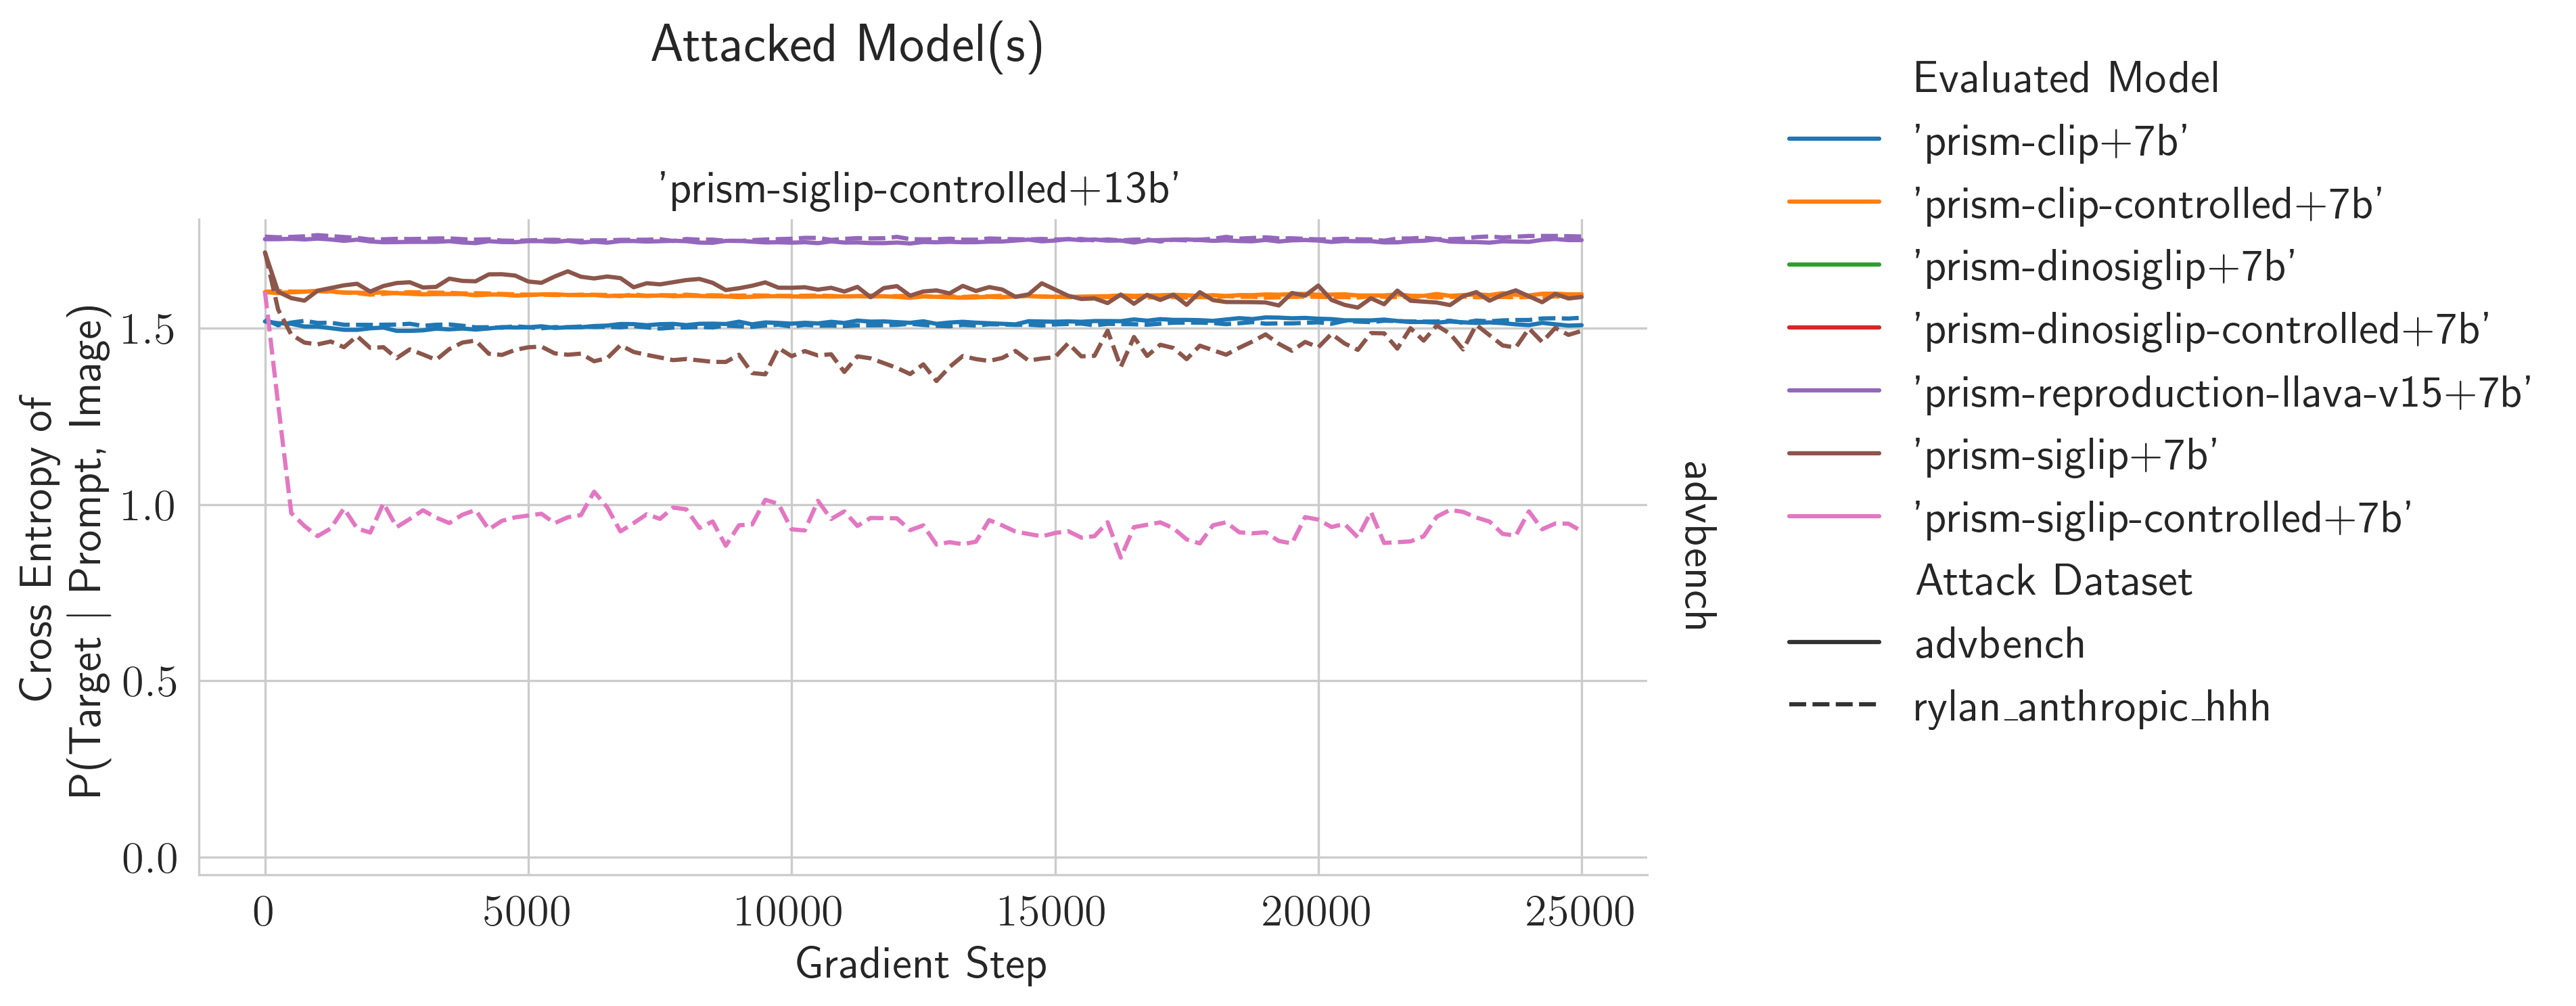 Attacked Model(s)
'prism-siglip-controlled+13b'
Cross Entropy of
P(Target | Prompt, Image)
1.5
1.0
0.5
0.0
0
5000
10000
15000
20000
25000
Gradient Step
advbench
Evaluated Model
'prism-clip+7b'
'prism-clip-controlled+7b'
'prism-dinosiglip+7b'
'prism-dinosiglip-controlled+7b'
'prism-reproduction-llava-v15+7b'
'prism-siglip+7b'
'prism-siglip-controlled+7b'
Attack Dataset
advbench
rylan_anthropic_hhh